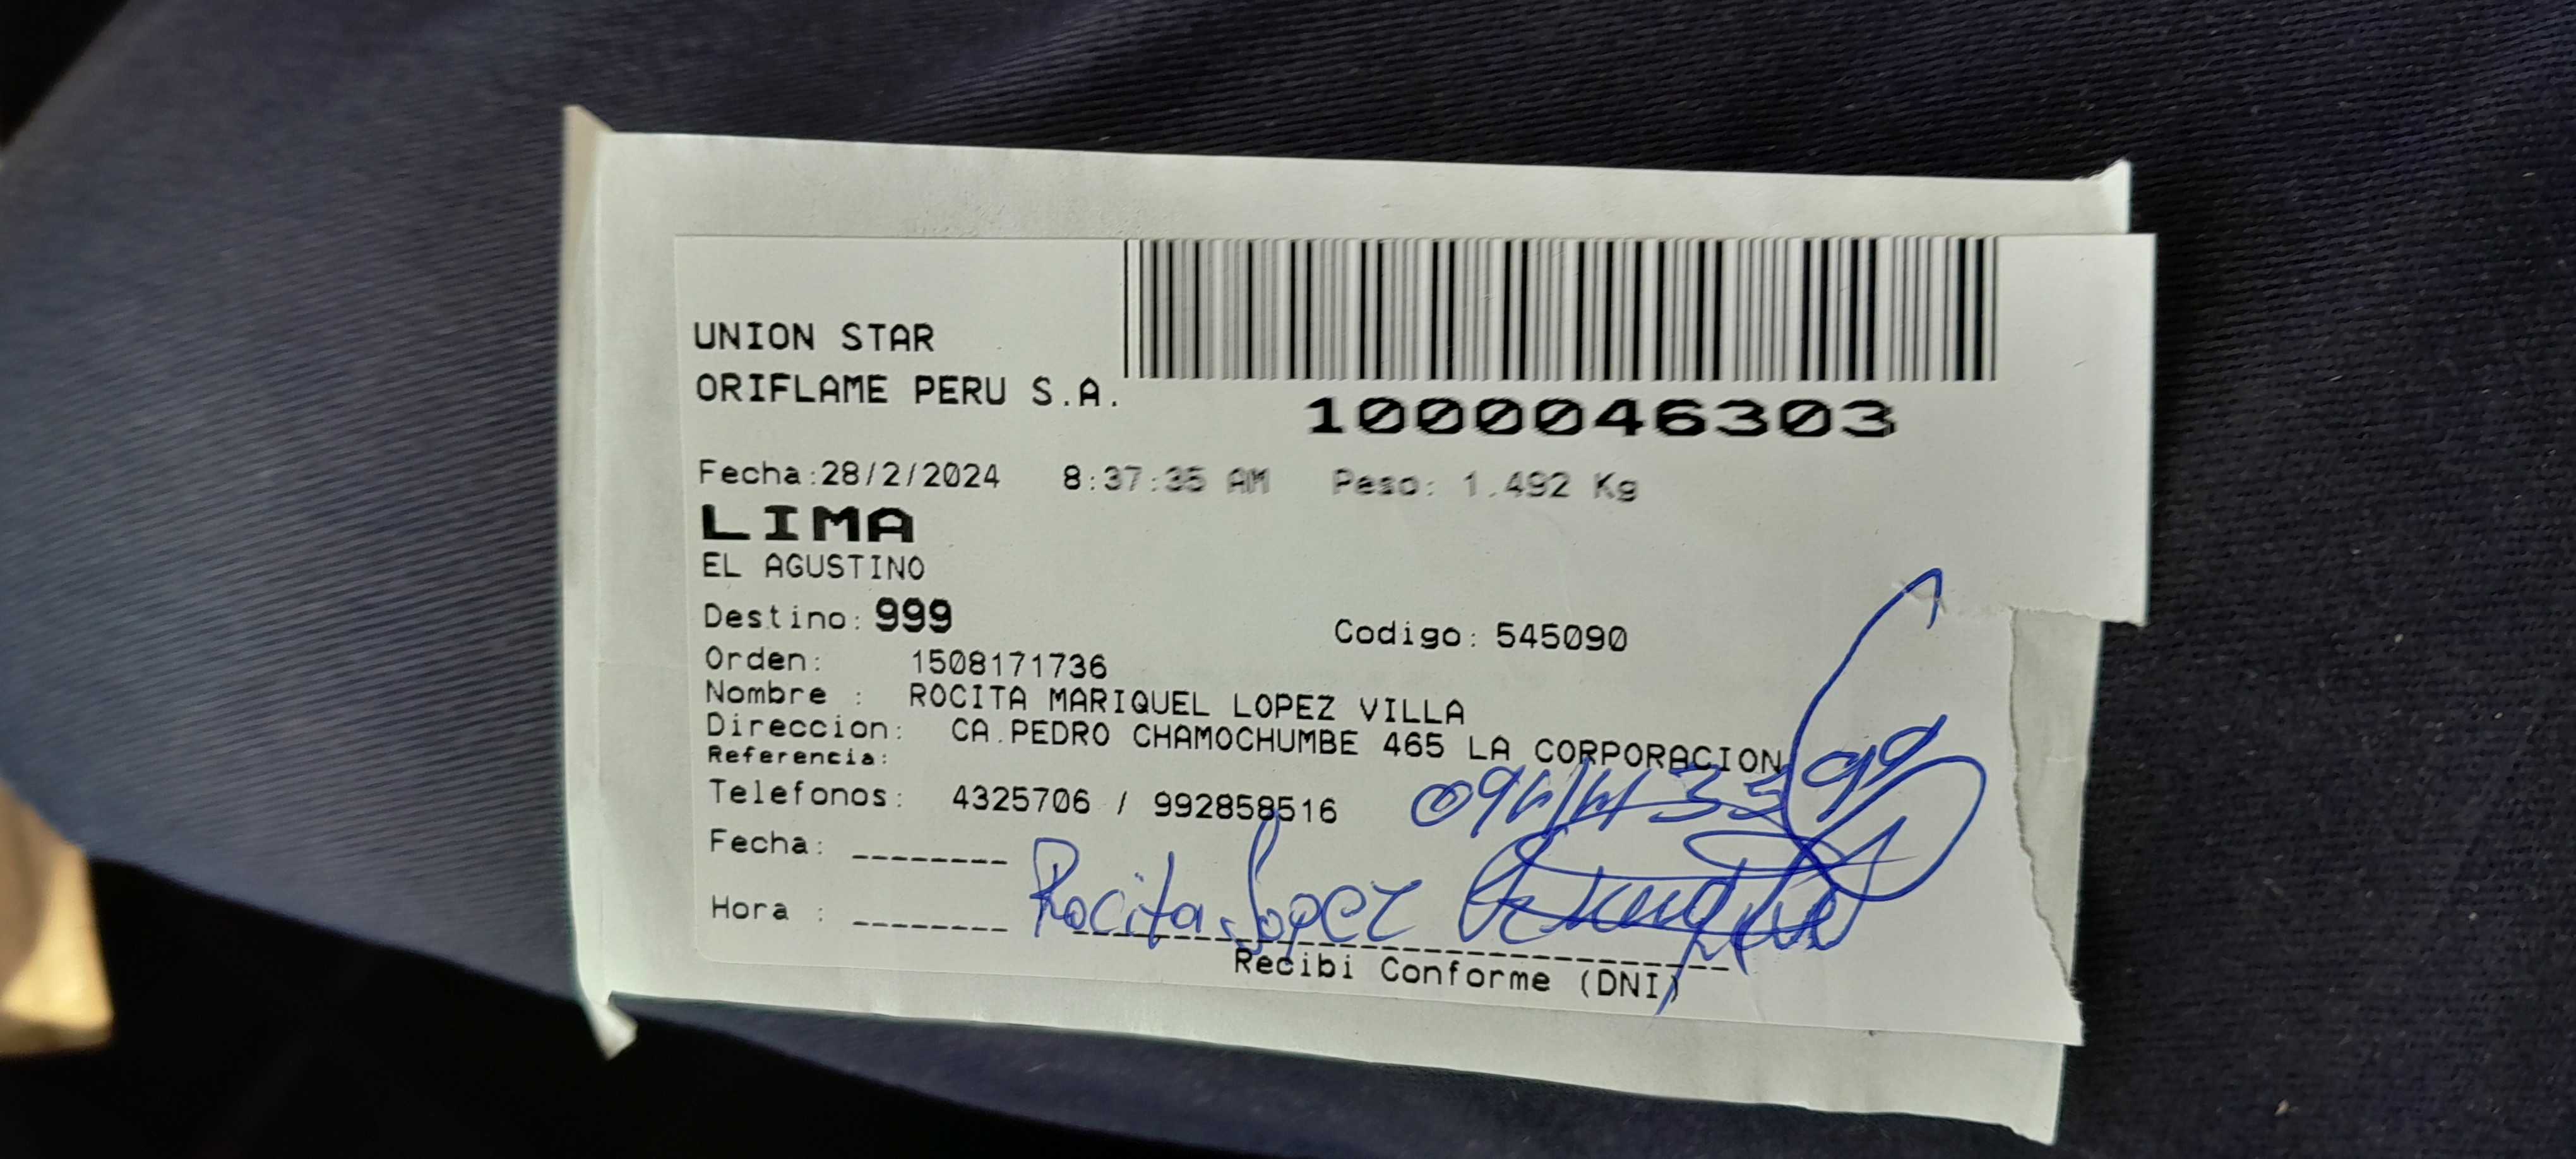 UNION STAR
ORIFLAME PERU S.A.
1000046303
Fecha:28/2/2024 8:37:35 AM Peso: 1.492 Kg
LIMA
EL AGUSTINO
Destino: 999 Codigo: 545090
Orden: 1508171736
Nombre : ROCITA MARIQUEL LOPEZ VILLA
Direccion: CA.PEDRO CHAMOCHUMBE 465 LA CORPORACION
Referencia:
Telefonos: 4325706 / 992858516
Fecha: --------
Hora : -------- Rocita Lopez
Recibi Conforme (DNI)